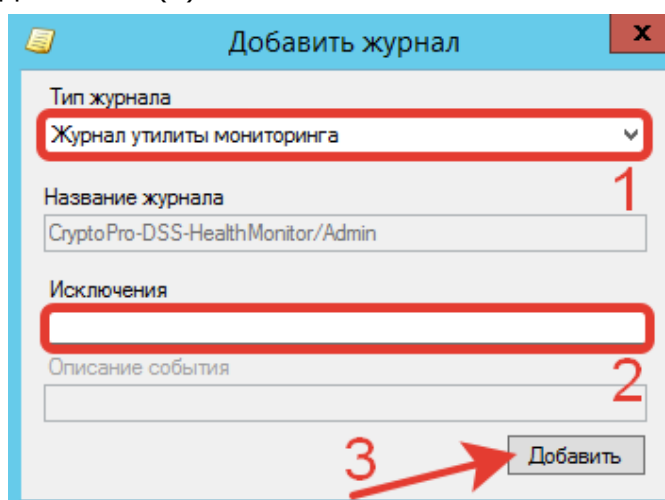 Добавить журнал
x
Тип журнала
Журнал утилиты мониторинга
1
Название журнала
CryptoPro-DSS-HealthMonitor/Admin
Исключения
2
Описание события
3
Добавить